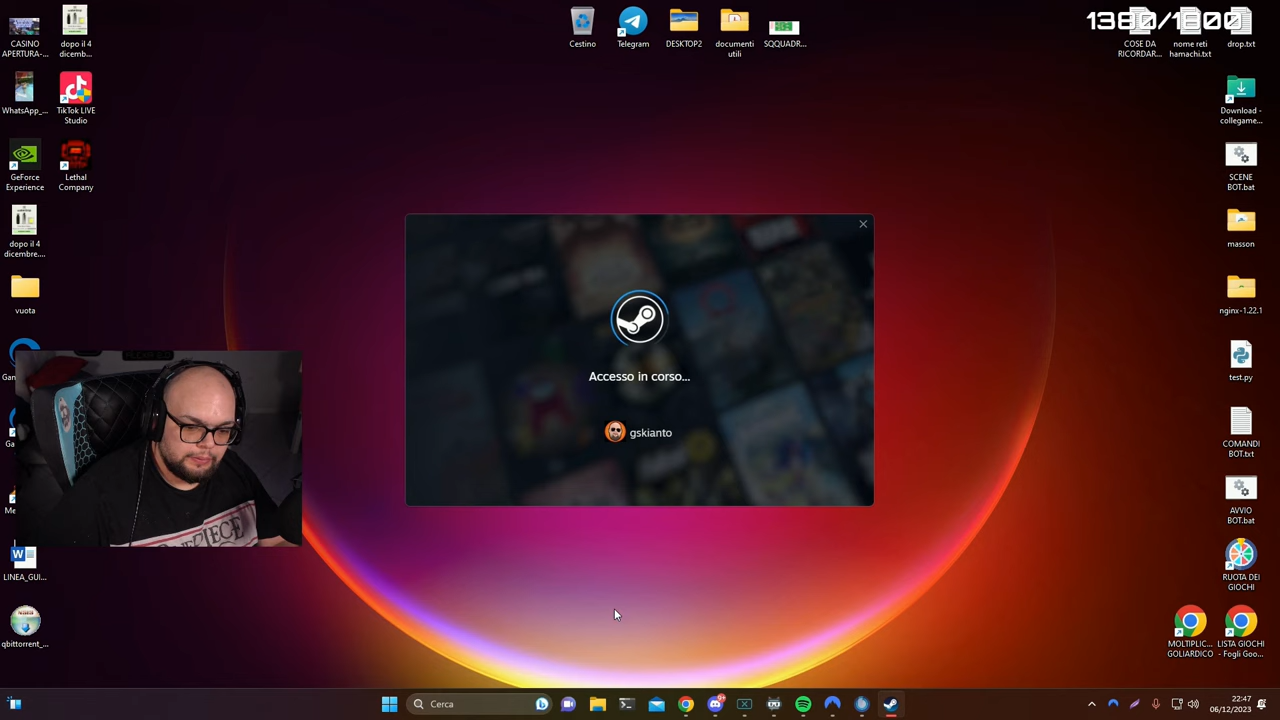 CASINO
APERTURA-...
dopo il 4
dicemb...
Cestino
Telegram
DESKTOP2
documenti
utili
SQQUADR...
1380/1800
COSE DA
RICORDAR...
nome reti
hamachi.txt
drop.txt
WhatsApp_...
TikTok LIVE
Studio
Download -
collegame...
GeForce
Experience
Lethal
Company
SCENE
BOT.bat
dopo il 4
dicembre....
masson
vuota
nginx-1.22.1
Accesso in corso...
gskianto
test.py
COMANDI
BOT.txt
AVVIO
BOT.bat
LINEA_GUI...
RUOTA DEI
GIOCHI
qbittorrent_...
MOLTIPLIC...
GOLIARDICO
LISTA GIOCHI
- Fogli Goo...
Cerca
22:47
06/12/2023